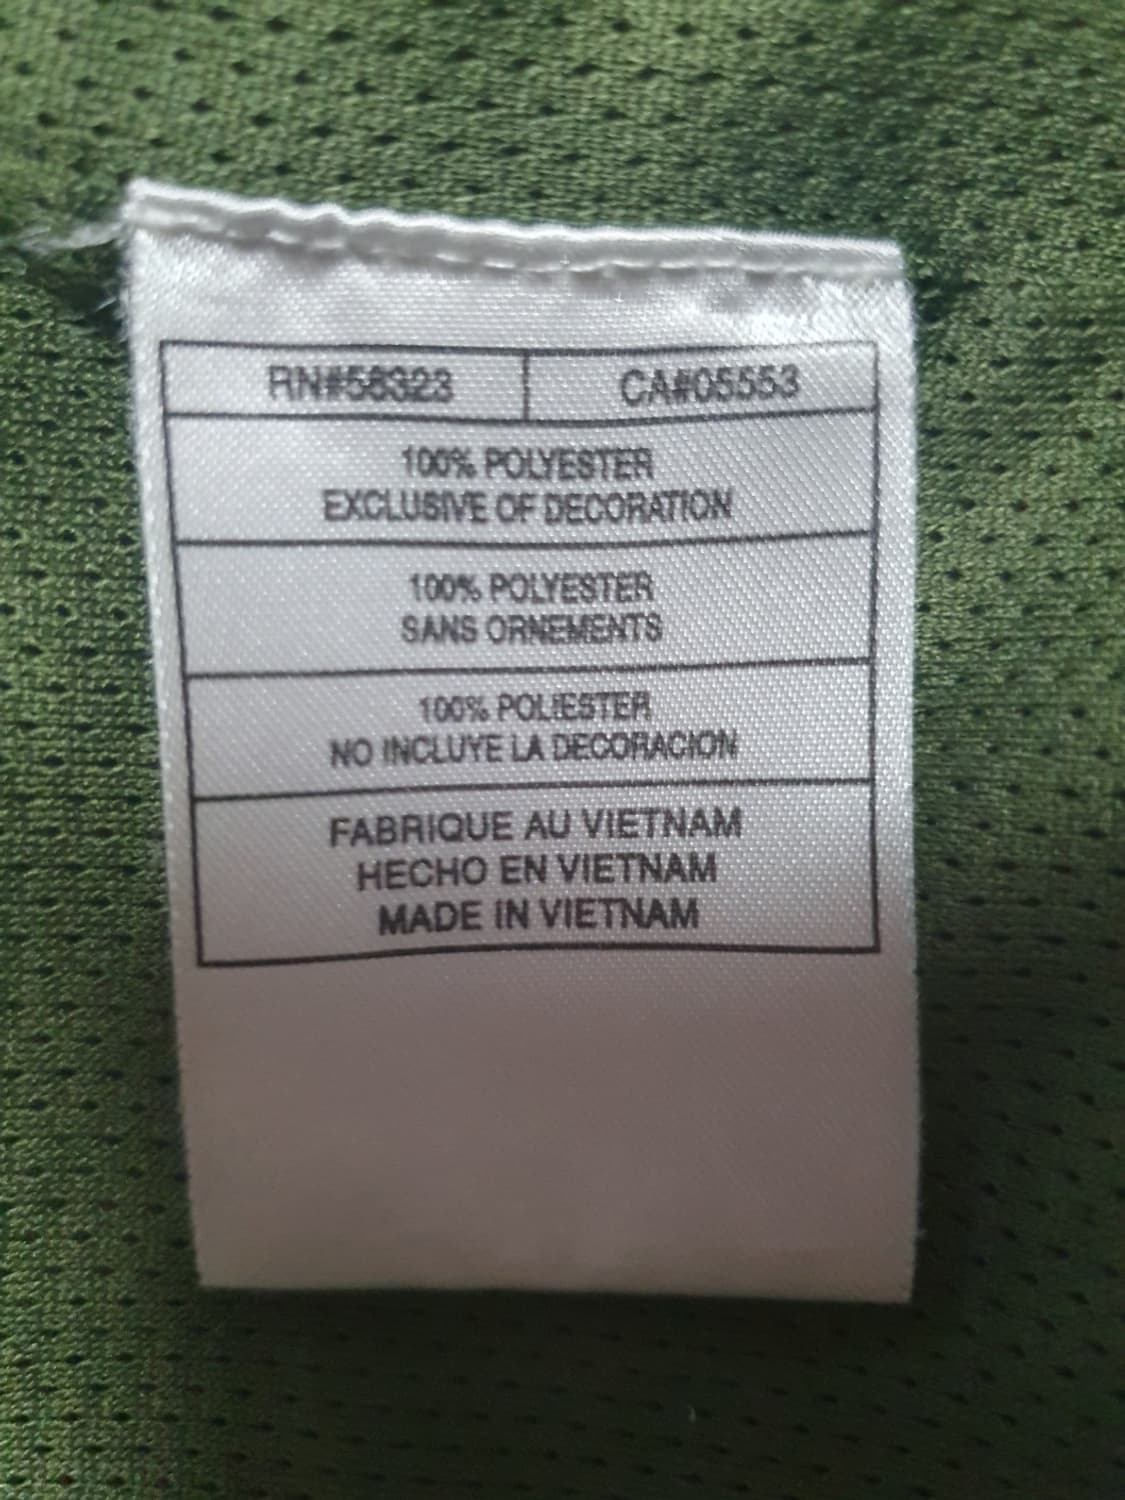 RN#56323 CA#05553
100% POLYESTER
EXCLUSIVE OF DECORATION
100% POLYESTER
SANS ORNEMENTS
100% POLIESTER
NO INCLUYE LA DECORACION
FABRIQUE AU VIETNAM
HECHO EN VIETNAM
MADE IN VIETNAM